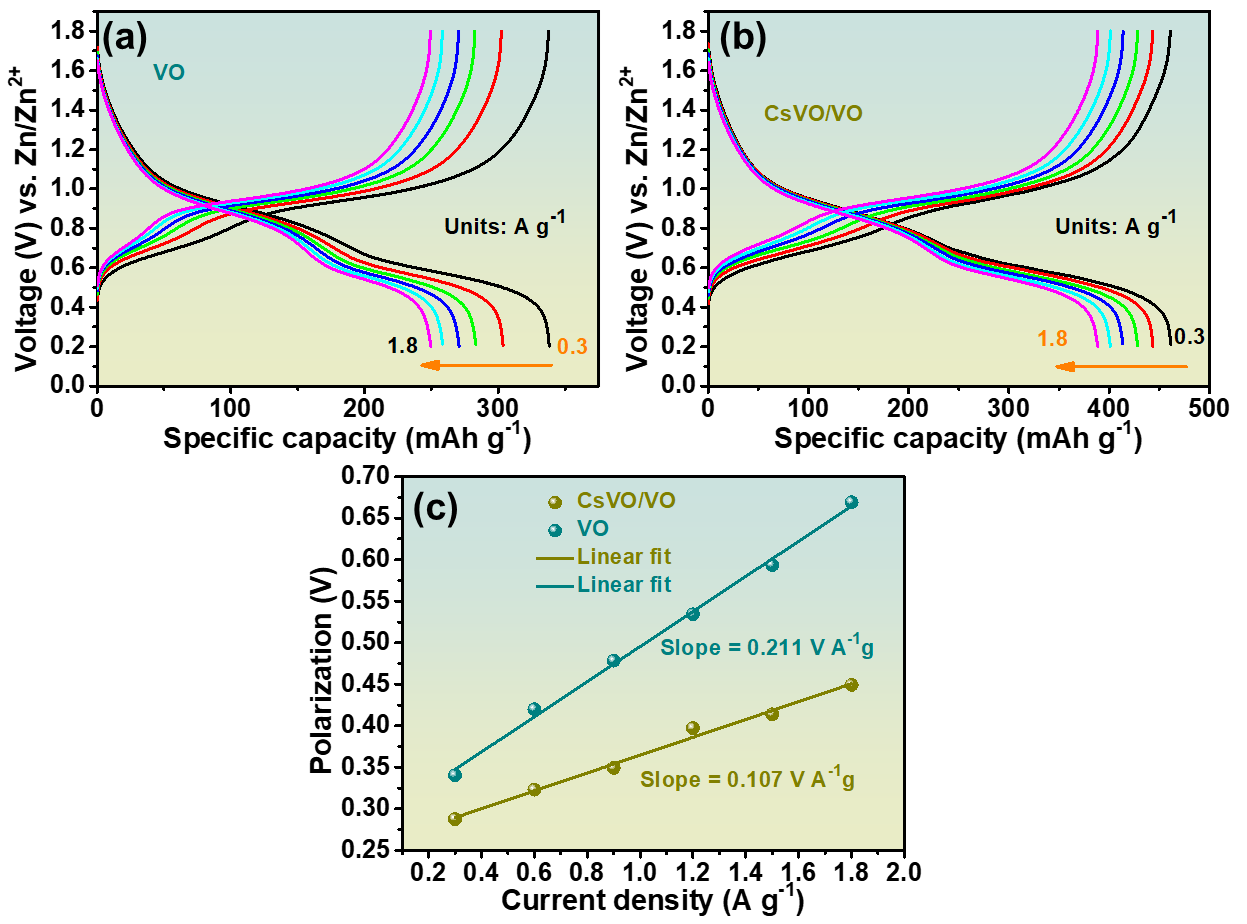 (a)
VO
Units: A g⁻¹
1.8
0.3
Voltage (V) vs. Zn/Zn²⁺
1.8
1.6
1.4
1.2
1.0
0.8
0.6
0.4
0.2
0.0
0 100 200 300
Specific capacity (mAh g⁻¹)
(b)
CsVO/VO
Units: A g⁻¹
1.8
0.3
Voltage (V) vs. Zn/Zn²⁺
1.8
1.6
1.4
1.2
1.0
0.8
0.6
0.4
0.2
0.0
0 100 200 300 400 500
Specific capacity (mAh g⁻¹)
(c)
CsVO/VO
VO
Linear fit
Linear fit
Slope = 0.211 V A⁻¹g
Slope = 0.107 V A⁻¹g
Polarization (V)
0.70
0.65
0.60
0.55
0.50
0.45
0.40
0.35
0.30
0.25
0.2 0.4 0.6 0.8 1.0 1.2 1.4 1.6 1.8 2.0
Current density (A g⁻¹)